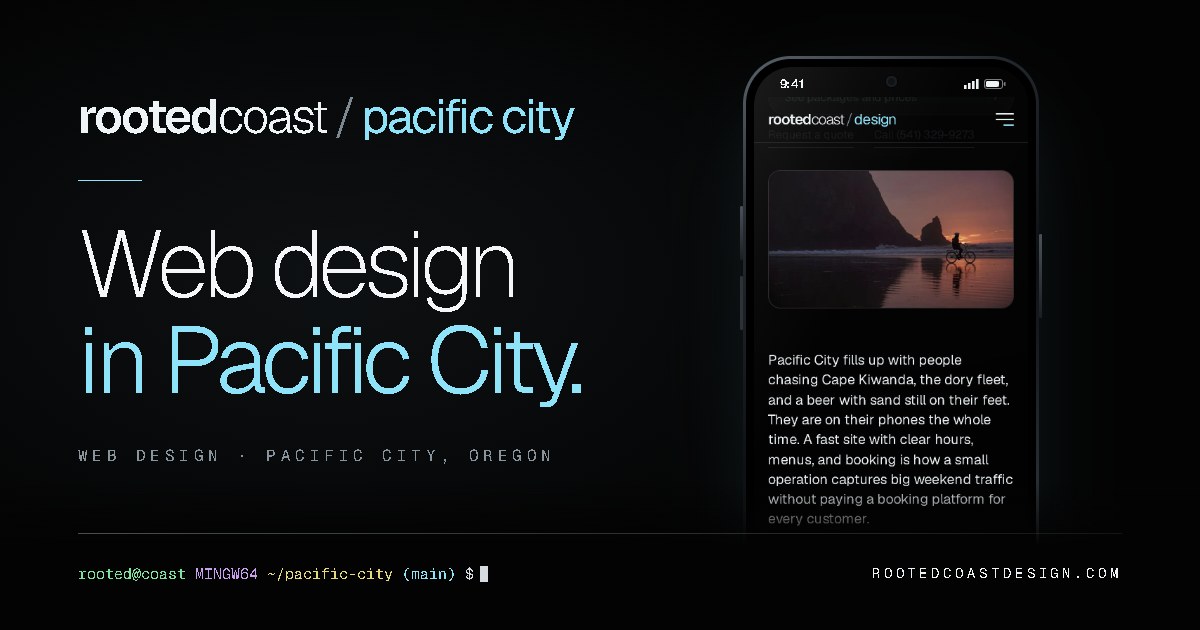 rootedcoast / pacific city
Web design
in Pacific City.
WEB DESIGN · PACIFIC CITY, OREGON
9:41
See packages and prices
rootedcoast / design
Request a quote Call (541) 329-9273
Pacific City fills up with people
chasing Cape Kiwanda, the dory fleet,
and a beer with sand still on their feet.
They are on their phones the whole
time. A fast site with clear hours,
menus, and booking is how a small
operation captures big weekend traffic
without paying a booking platform for
every customer.
rooted@coast MINGW64 ~/pacific-city (main) $
ROOTEDCOASTDESIGN.COM